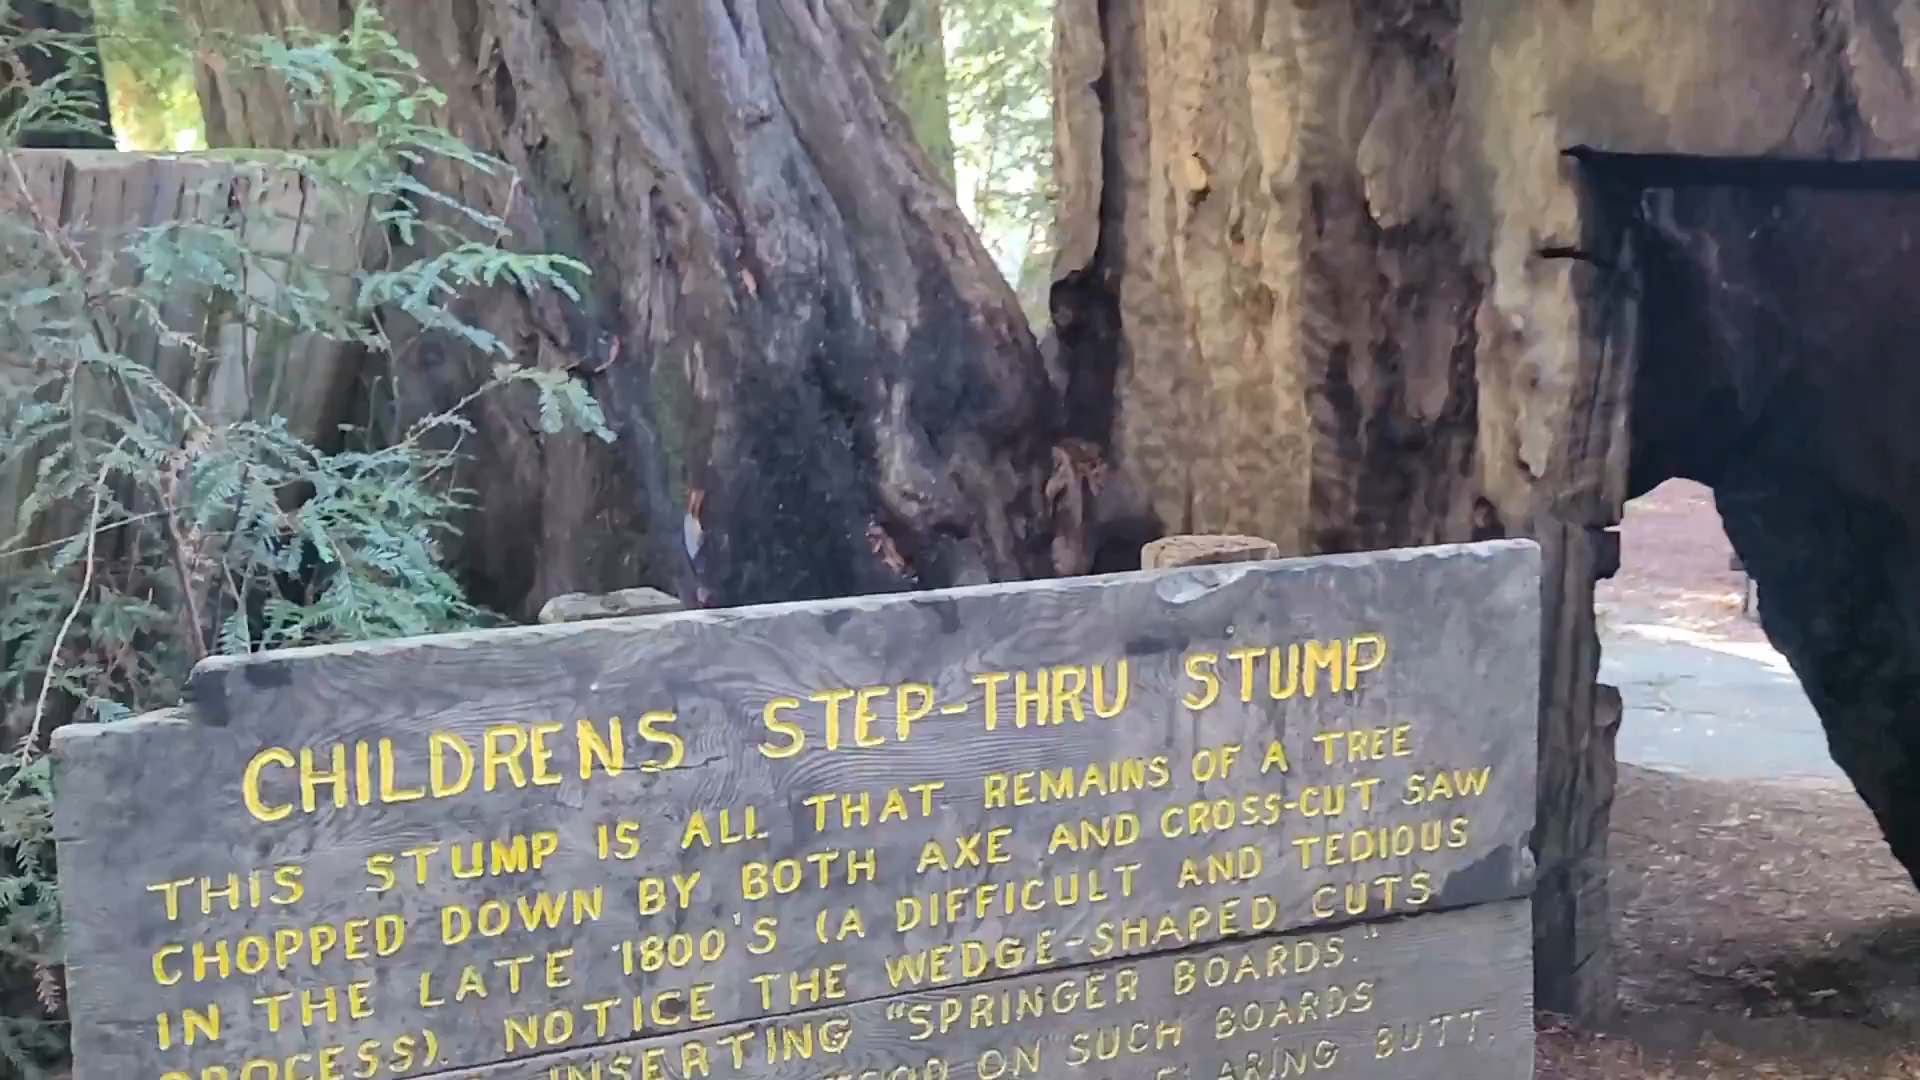 CHILDRENS STEP-THRU STUMP
THIS STUMP IS ALL THAT REMAINS OF A TREE
CHOPPED DOWN BY BOTH AXE AND CROSS-CUT SAW
IN THE LATE 1800'S (A DIFFICULT AND TEDIOUS
PROCESS). NOTICE THE WEDGE-SHAPED CUTS
INSERTING "SPRINGER BOARDS."
ON SUCH BOARDS
FLARING BUTT.